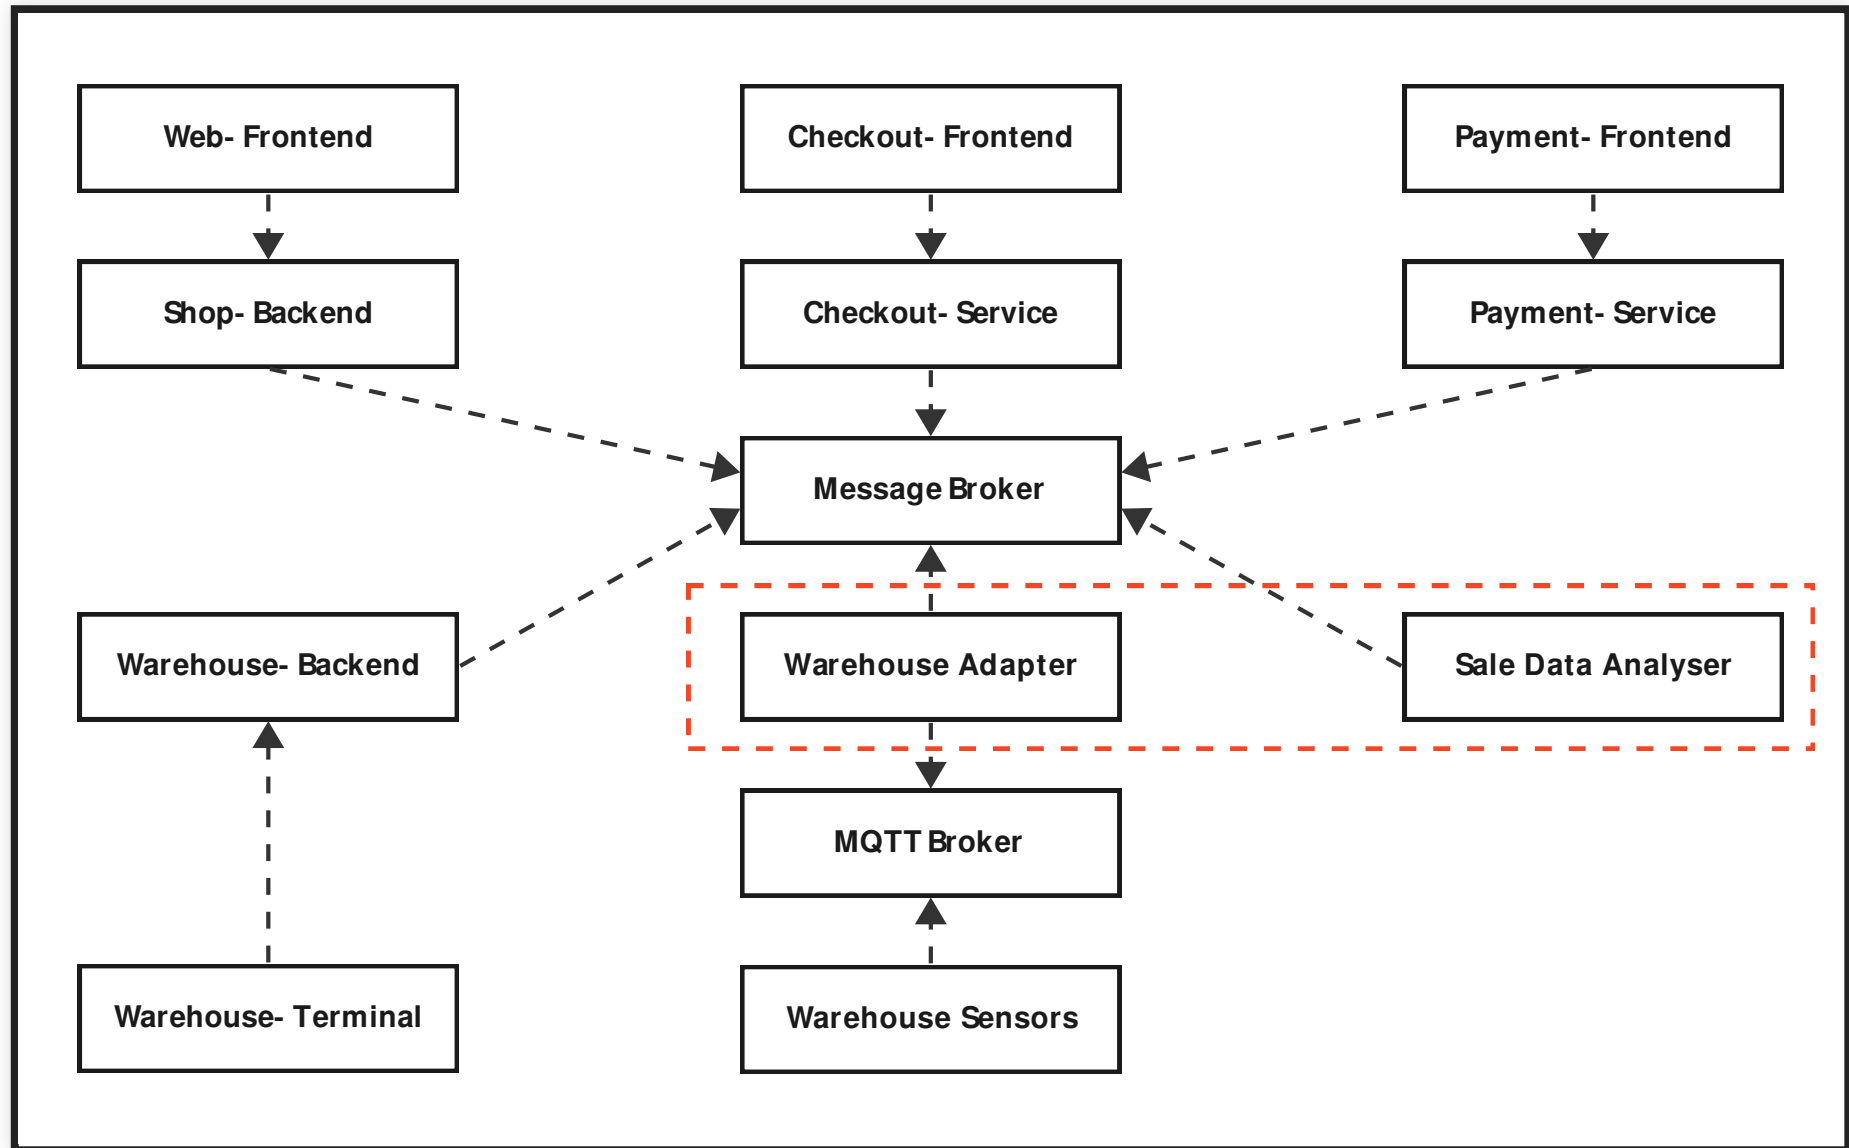 Web- Frontend
Checkout- Frontend
Payment- Frontend
Shop- Backend
Checkout- Service
Payment- Service
Message Broker
Warehouse- Backend
Warehouse Adapter
Sale Data Analyser
MQTT Broker
Warehouse- Terminal
Warehouse Sensors